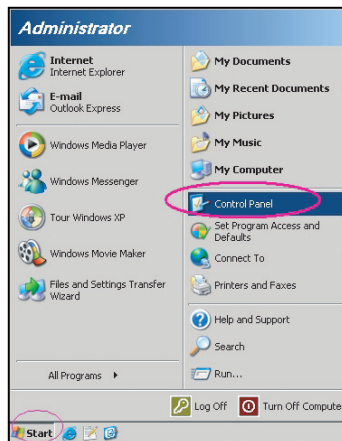 Administrator
Internet
Internet Explorer
E-mail
Outlook Express
Windows Media Player
Windows Messenger
Tour Windows XP
Windows Movie Maker
Files and Settings Transfer
Wizard
All Programs
My Documents
My Recent Documents
My Pictures
My Music
My Computer
Control Panel
Set Program Access and
Defaults
Connect To
Printers and Faxes
Help and Support
Search
Run...
Log Off
Turn Off Compute
Start